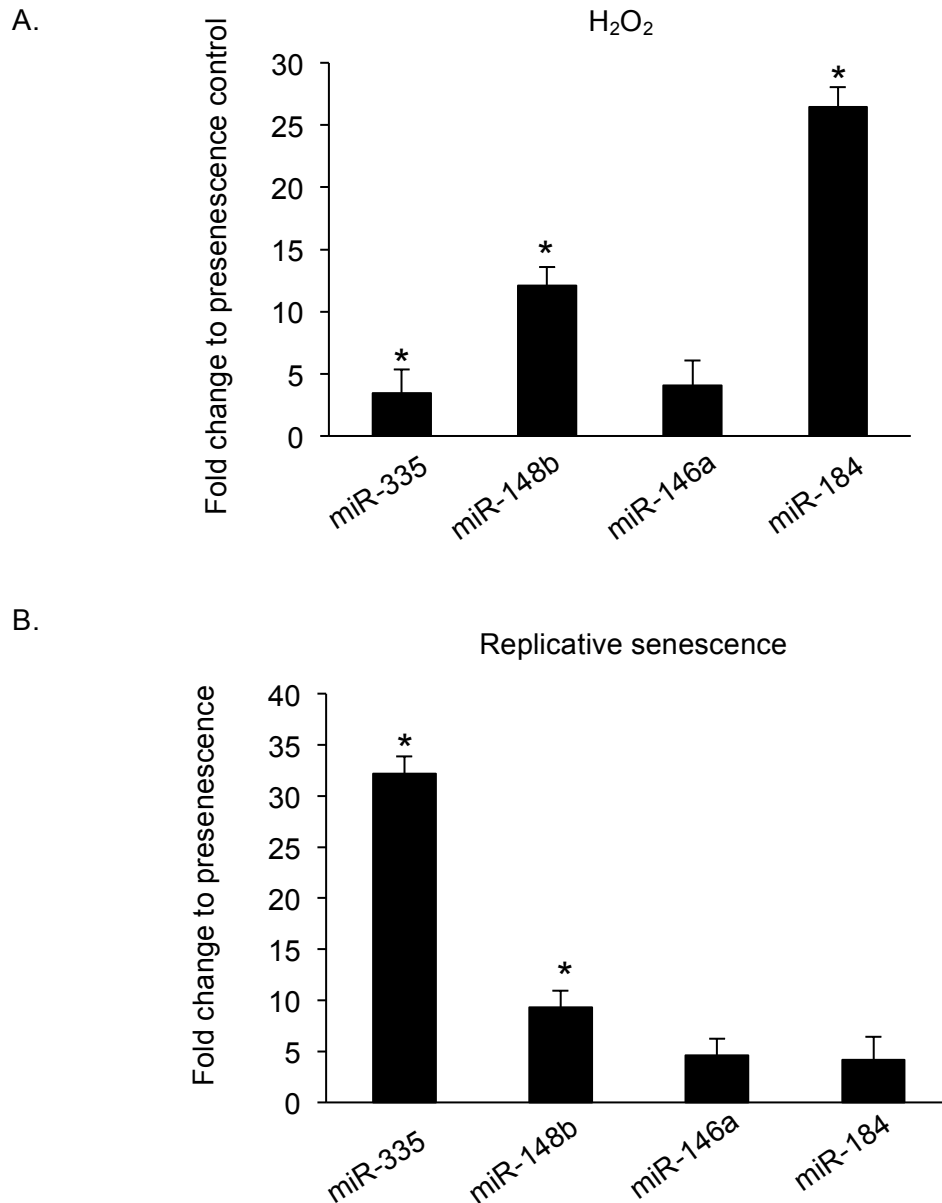 A.
H₂O₂
Fold change to presenescence control
30
25
20
15
10
5
0
*
*
*
miR-335
miR-148b
miR-146a
miR-184
B.
Replicative senescence
Fold change to presenescence
40
35
30
25
20
15
10
5
0
*
*
miR-335
miR-148b
miR-146a
miR-184